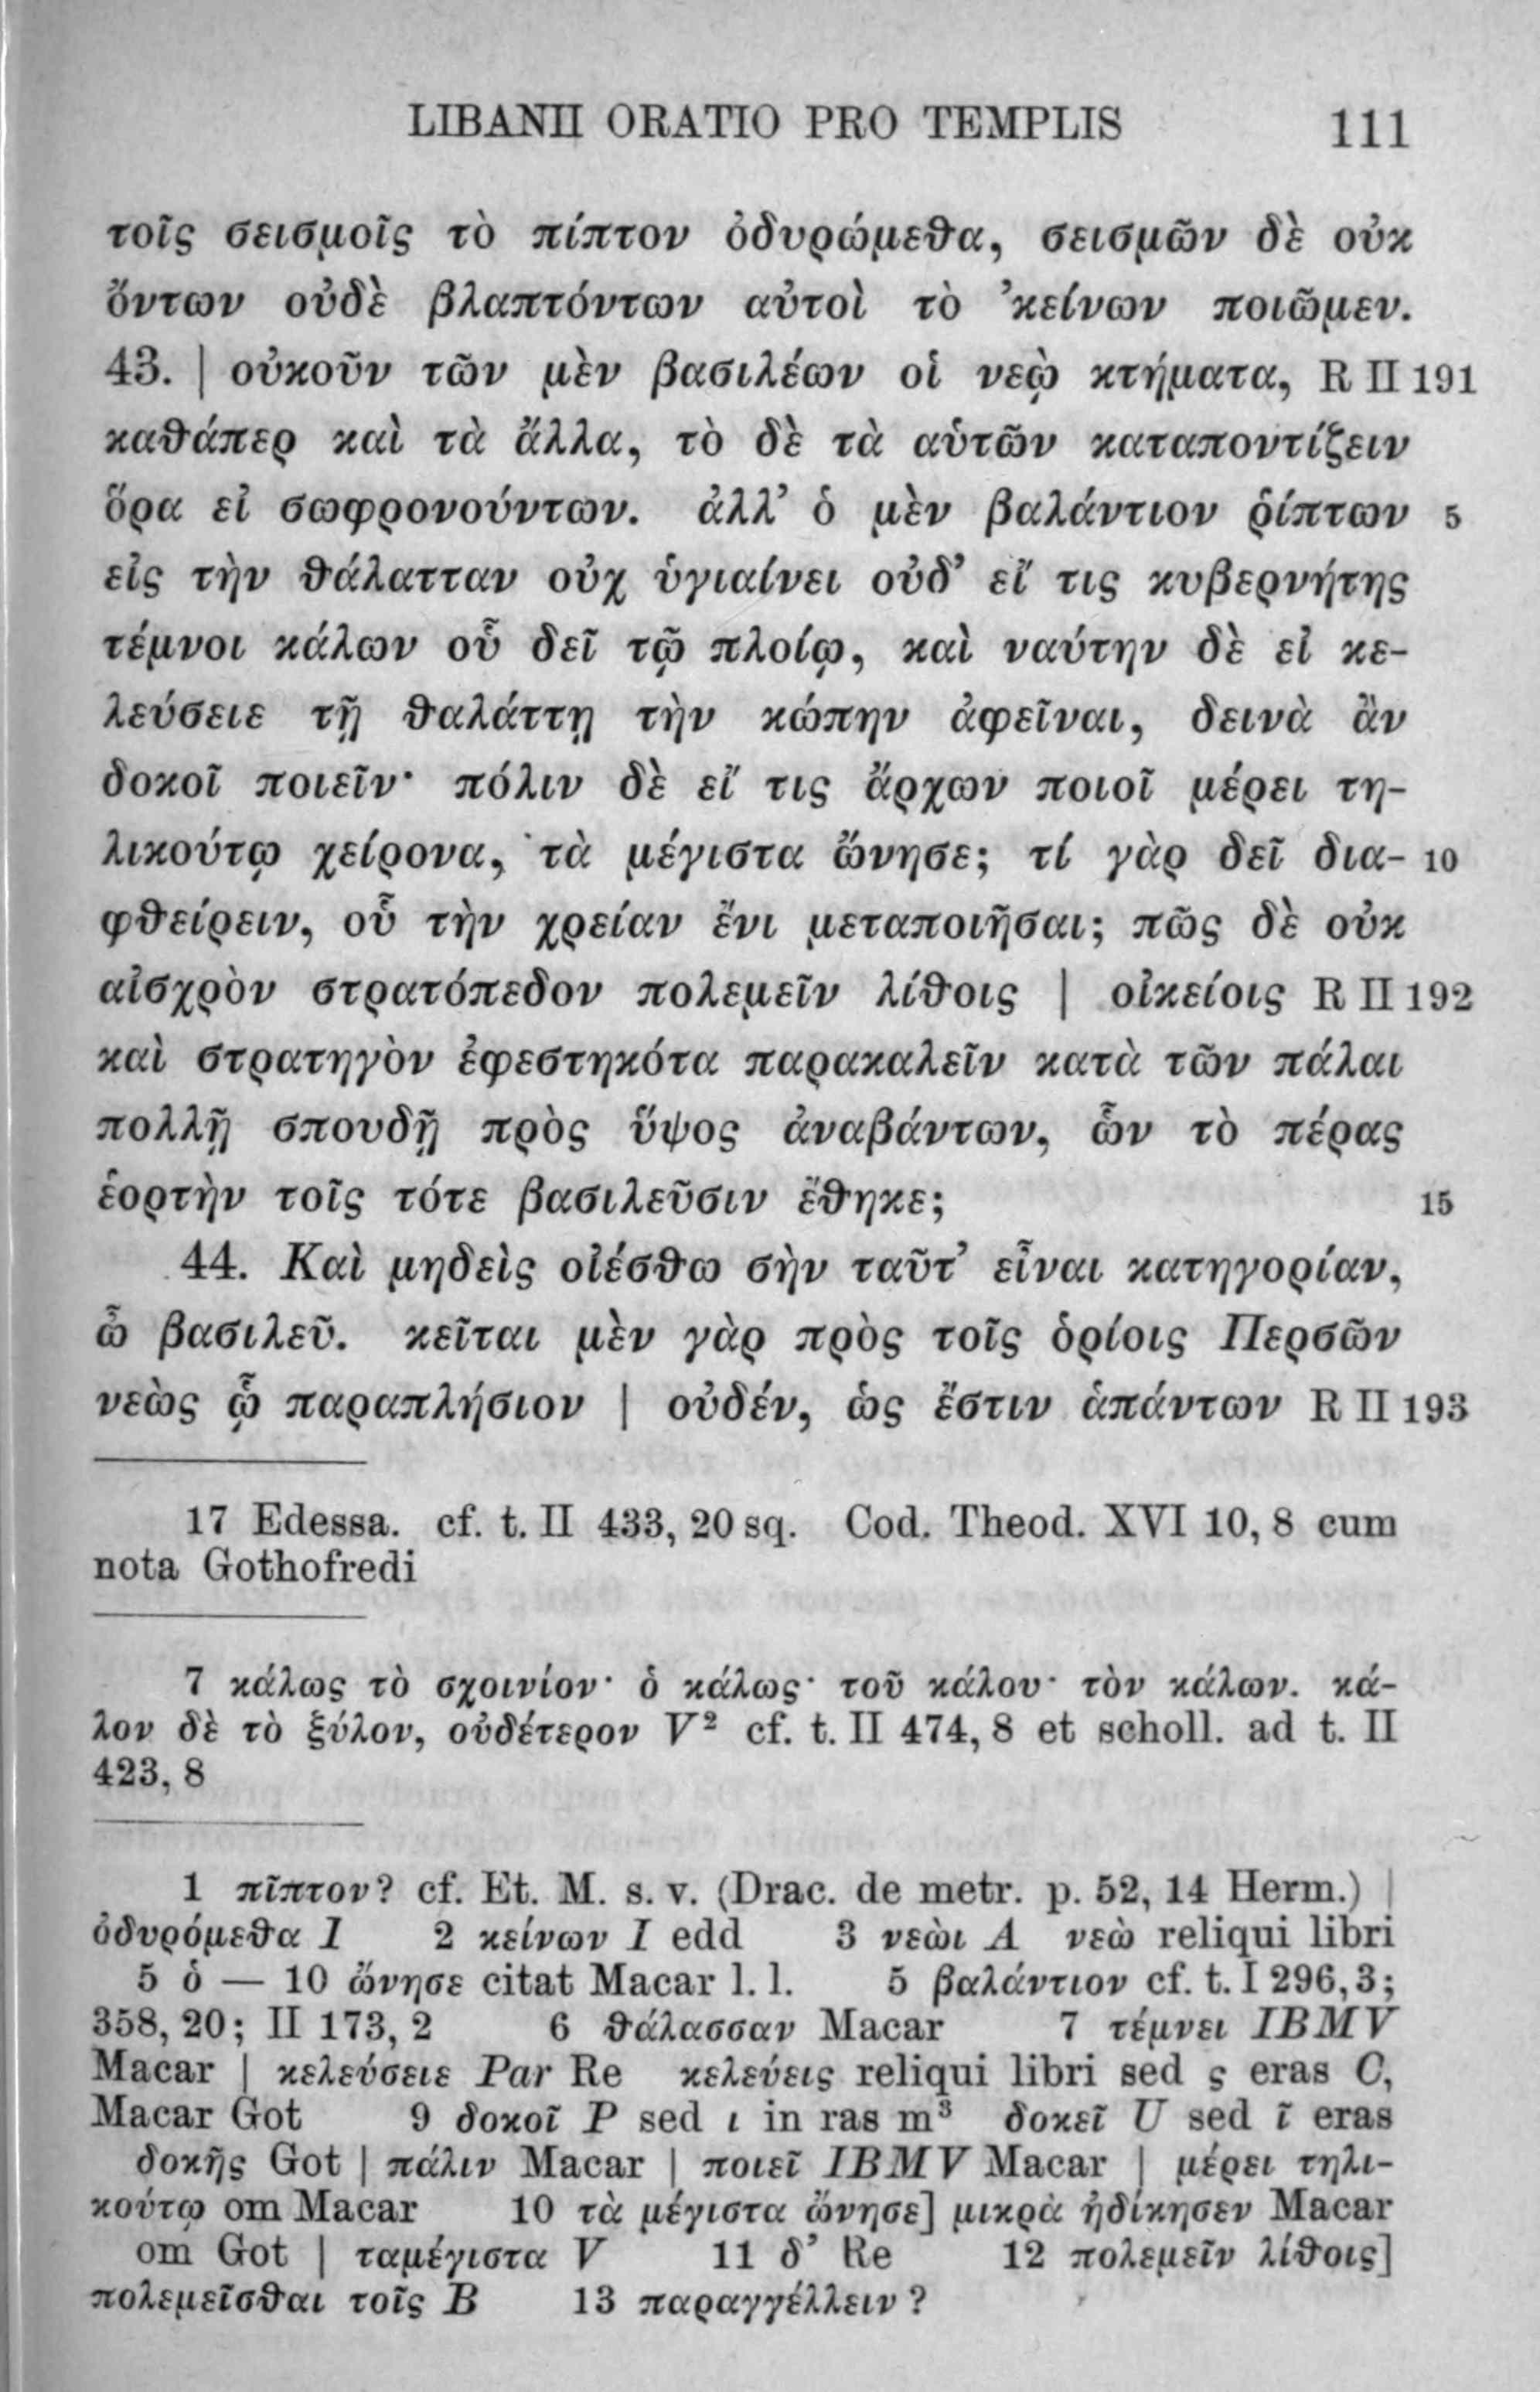 LIBANII ORATIO PRO TEMPLIS 111
τοῖς σεισμοῖς τὸ πίπτον ὀδυρώμεθα, σεισμῶν δὲ οὐκ
ὄντων οὐδὲ βλαπτόντων αὐτοὶ τὸ ’κείνων ποιῶμεν.
43. | οὐκοῦν τῶν μὲν βασιλέων οἱ νεῲ κτήματα, R II 191
καθάπερ καὶ τὰ ἄλλα, τὸ δὲ τὰ αὑτῶν καταποντίζειν
ὅρα εἰ σωφρονούντων. ἀλλ’ ὁ μὲν βαλάντιον ῥίπτων 5
εἰς τὴν θάλατταν οὐχ ὑγιαίνει οὐδ’ εἴ τις κυβερνήτης
τέμνοι κάλων οὗ δεῖ τῷ πλοίῳ, καὶ ναύτην δὲ εἰ κε-
λεύσειε τῇ θαλάττῃ τὴν κώπην ἀφεῖναι, δεινὰ ἂν
δοκοῖ ποιεῖν· πόλιν δὲ εἴ τις ἄρχων ποιοῖ μέρει τη-
λικούτῳ χείρονα, τὰ μέγιστα ὤνησε; τί γὰρ δεῖ δια- 10
φθείρειν, οὗ τὴν χρείαν ἔνι μεταποιῆσαι; πῶς δὲ οὐκ
αἰσχρὸν στρατόπεδον πολεμεῖν λίθοις | οἰκείοις R II 192
καὶ στρατηγὸν ἐφεστηκότα παρακαλεῖν κατὰ τῶν πάλαι
πολλῇ σπουδῇ πρὸς ὕψος ἀναβάντων, ὧν τὸ πέρας
ἑορτὴν τοῖς τότε βασιλεῦσιν ἔθηκε; 15
44. Καὶ μηδεὶς οἰέσθω σὴν ταῦτ’ εἶναι κατηγορίαν,
ὦ βασιλεῦ. κεῖται μὲν γὰρ πρὸς τοῖς ὁρίοις Περσῶν
νεὼς ᾧ παραπλήσιον | οὐδέν, ὡς ἔστιν ἁπάντων R II 193
17 Edessa. cf. t. II 433, 20 sq. Cod. Theod. XVI 10, 8 cum
nota Gothofredi
7 κάλως τὸ σχοινίον· ὁ κάλως· τοῦ κάλου· τὸν κάλων. κά-
λον δὲ τὸ ξύλον, οὐδέτερον V² cf. t. II 474, 8 et scholl. ad t. II
423, 8
1 πῖπτον? cf. Et. M. s. v. (Drac. de metr. p. 52, 14 Herm.) |
ὀδυρόμεθα I 2 κείνων I edd 3 νεὼι A νεὼ reliqui libri
5 ὁ — 10 ὤνησε citat Macar l. l. 5 βαλάντιον cf. t. I 296, 3;
358, 20; II 173, 2 6 θάλασσαν Macar 7 τέμνει IBMV
Macar | κελεύσειε Par Re κελεύεις reliqui libri sed ς eras C,
Macar Got 9 δοκοῖ P sed ι in ras m³ δοκεῖ U sed ῖ eras
δοκῆς Got | πάλιν Macar | ποιεῖ IBMV Macar | μέρει τηλι-
κούτῳ om Macar 10 τὰ μέγιστα ὤνησε] μικρὰ ἠδίκησεν Macar
om Got | ταμέγιστα V 11 δ’ Re 12 πολεμεῖν λίθοις]
πολεμεῖσθαι τοῖς B 13 παραγγέλλειν?